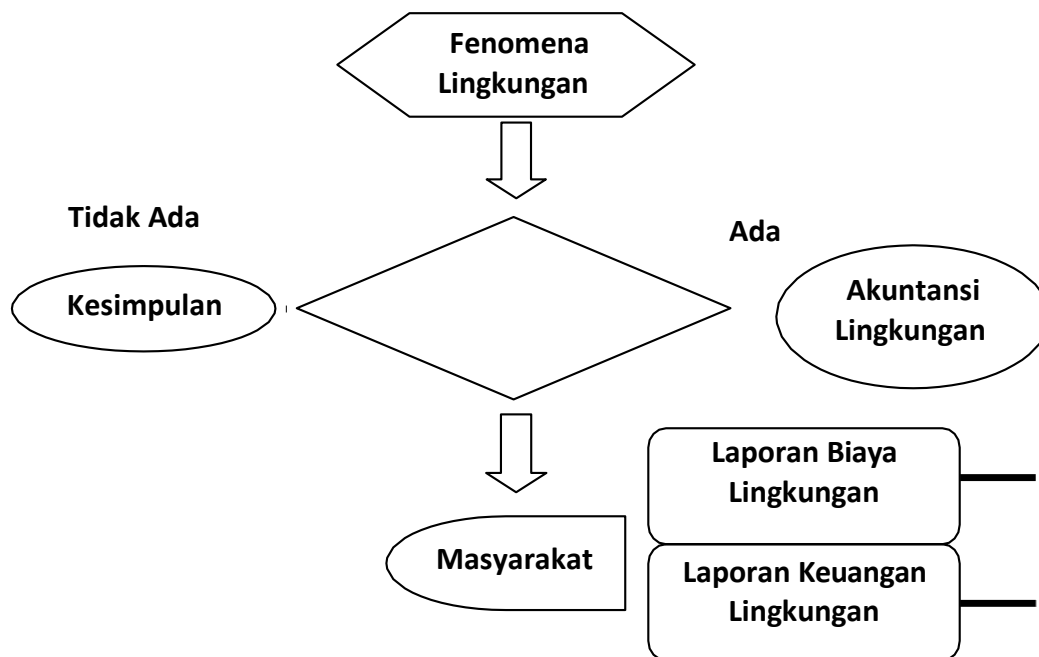 Fenomena
Lingkungan
Tidak Ada
Ada
Kesimpulan
Akuntansi
Lingkungan
Laporan Biaya
Lingkungan
Masyarakat
Laporan Keuangan
Lingkungan